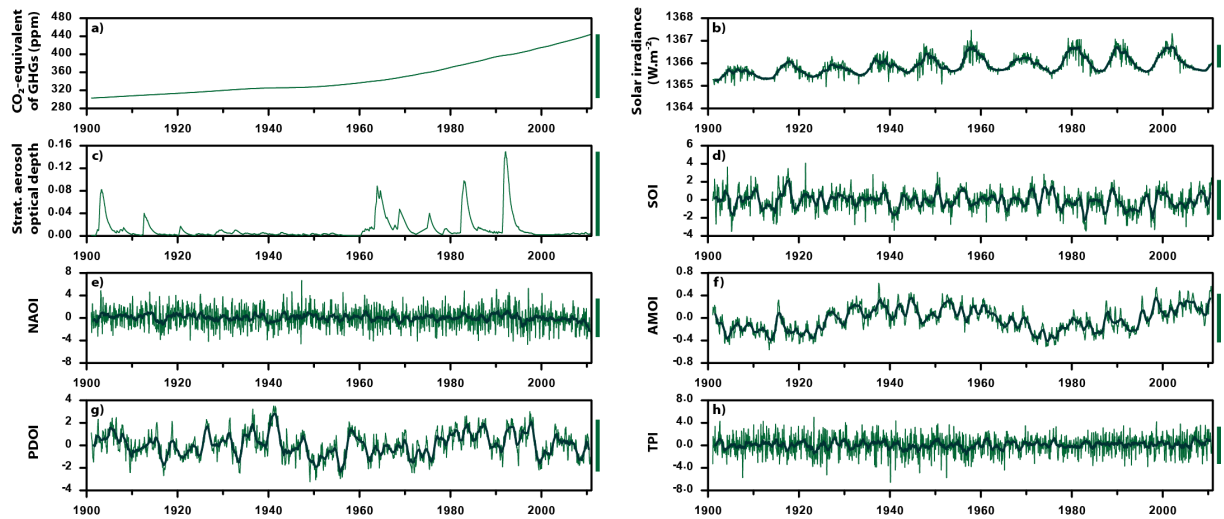 CO₂-equivalent
of GHGs (ppm)
480
440
400
360
320
280
a)
1900 1920 1940 1960 1980 2000
Solar irradiance
(W.m⁻²)
1368
1367
1366
1365
1364
b)
1900 1920 1940 1960 1980 2000
Strat. aerosol
optical depth
0.16
0.12
0.08
0.04
0.00
c)
1900 1920 1940 1960 1980 2000
SOI
6
4
2
0
-2
-4
d)
1900 1920 1940 1960 1980 2000
NAOI
8
4
0
-4
-8
e)
1900 1920 1940 1960 1980 2000
AMOI
0.8
0.4
0.0
-0.4
-0.8
f)
1900 1920 1940 1960 1980 2000
PDOI
4
2
0
-2
-4
g)
1900 1920 1940 1960 1980 2000
TPI
8.0
4.0
0.0
-4.0
-8.0
h)
1900 1920 1940 1960 1980 2000